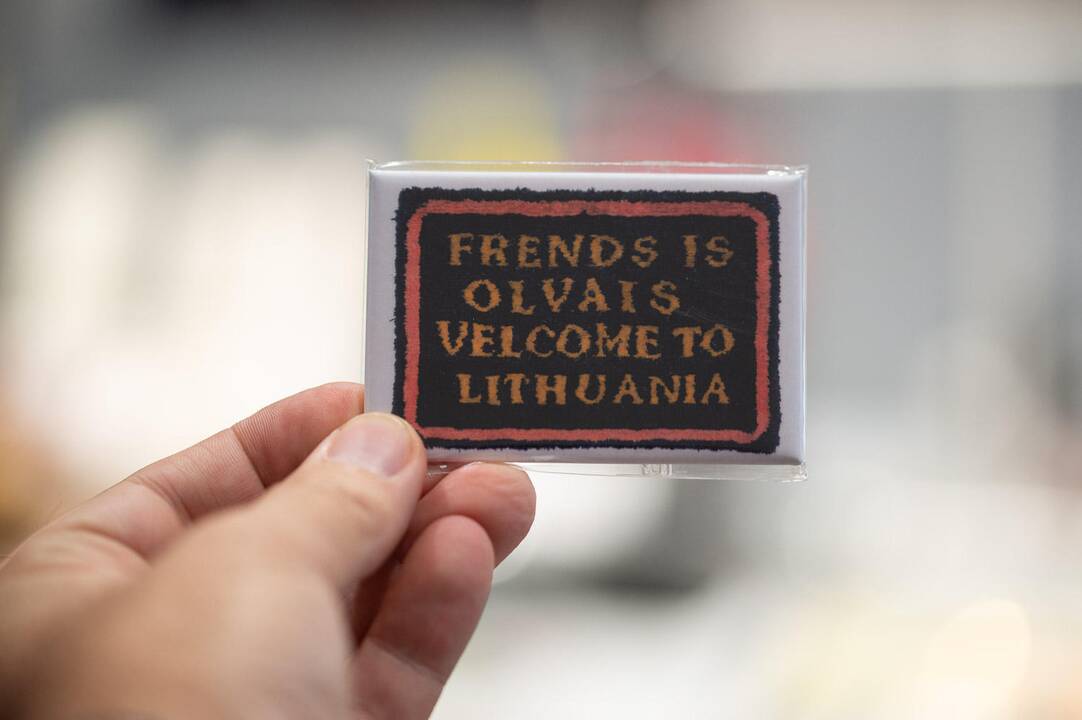 FRENDS IS
OLVAIS
VELCOME TO
LITHUANIA